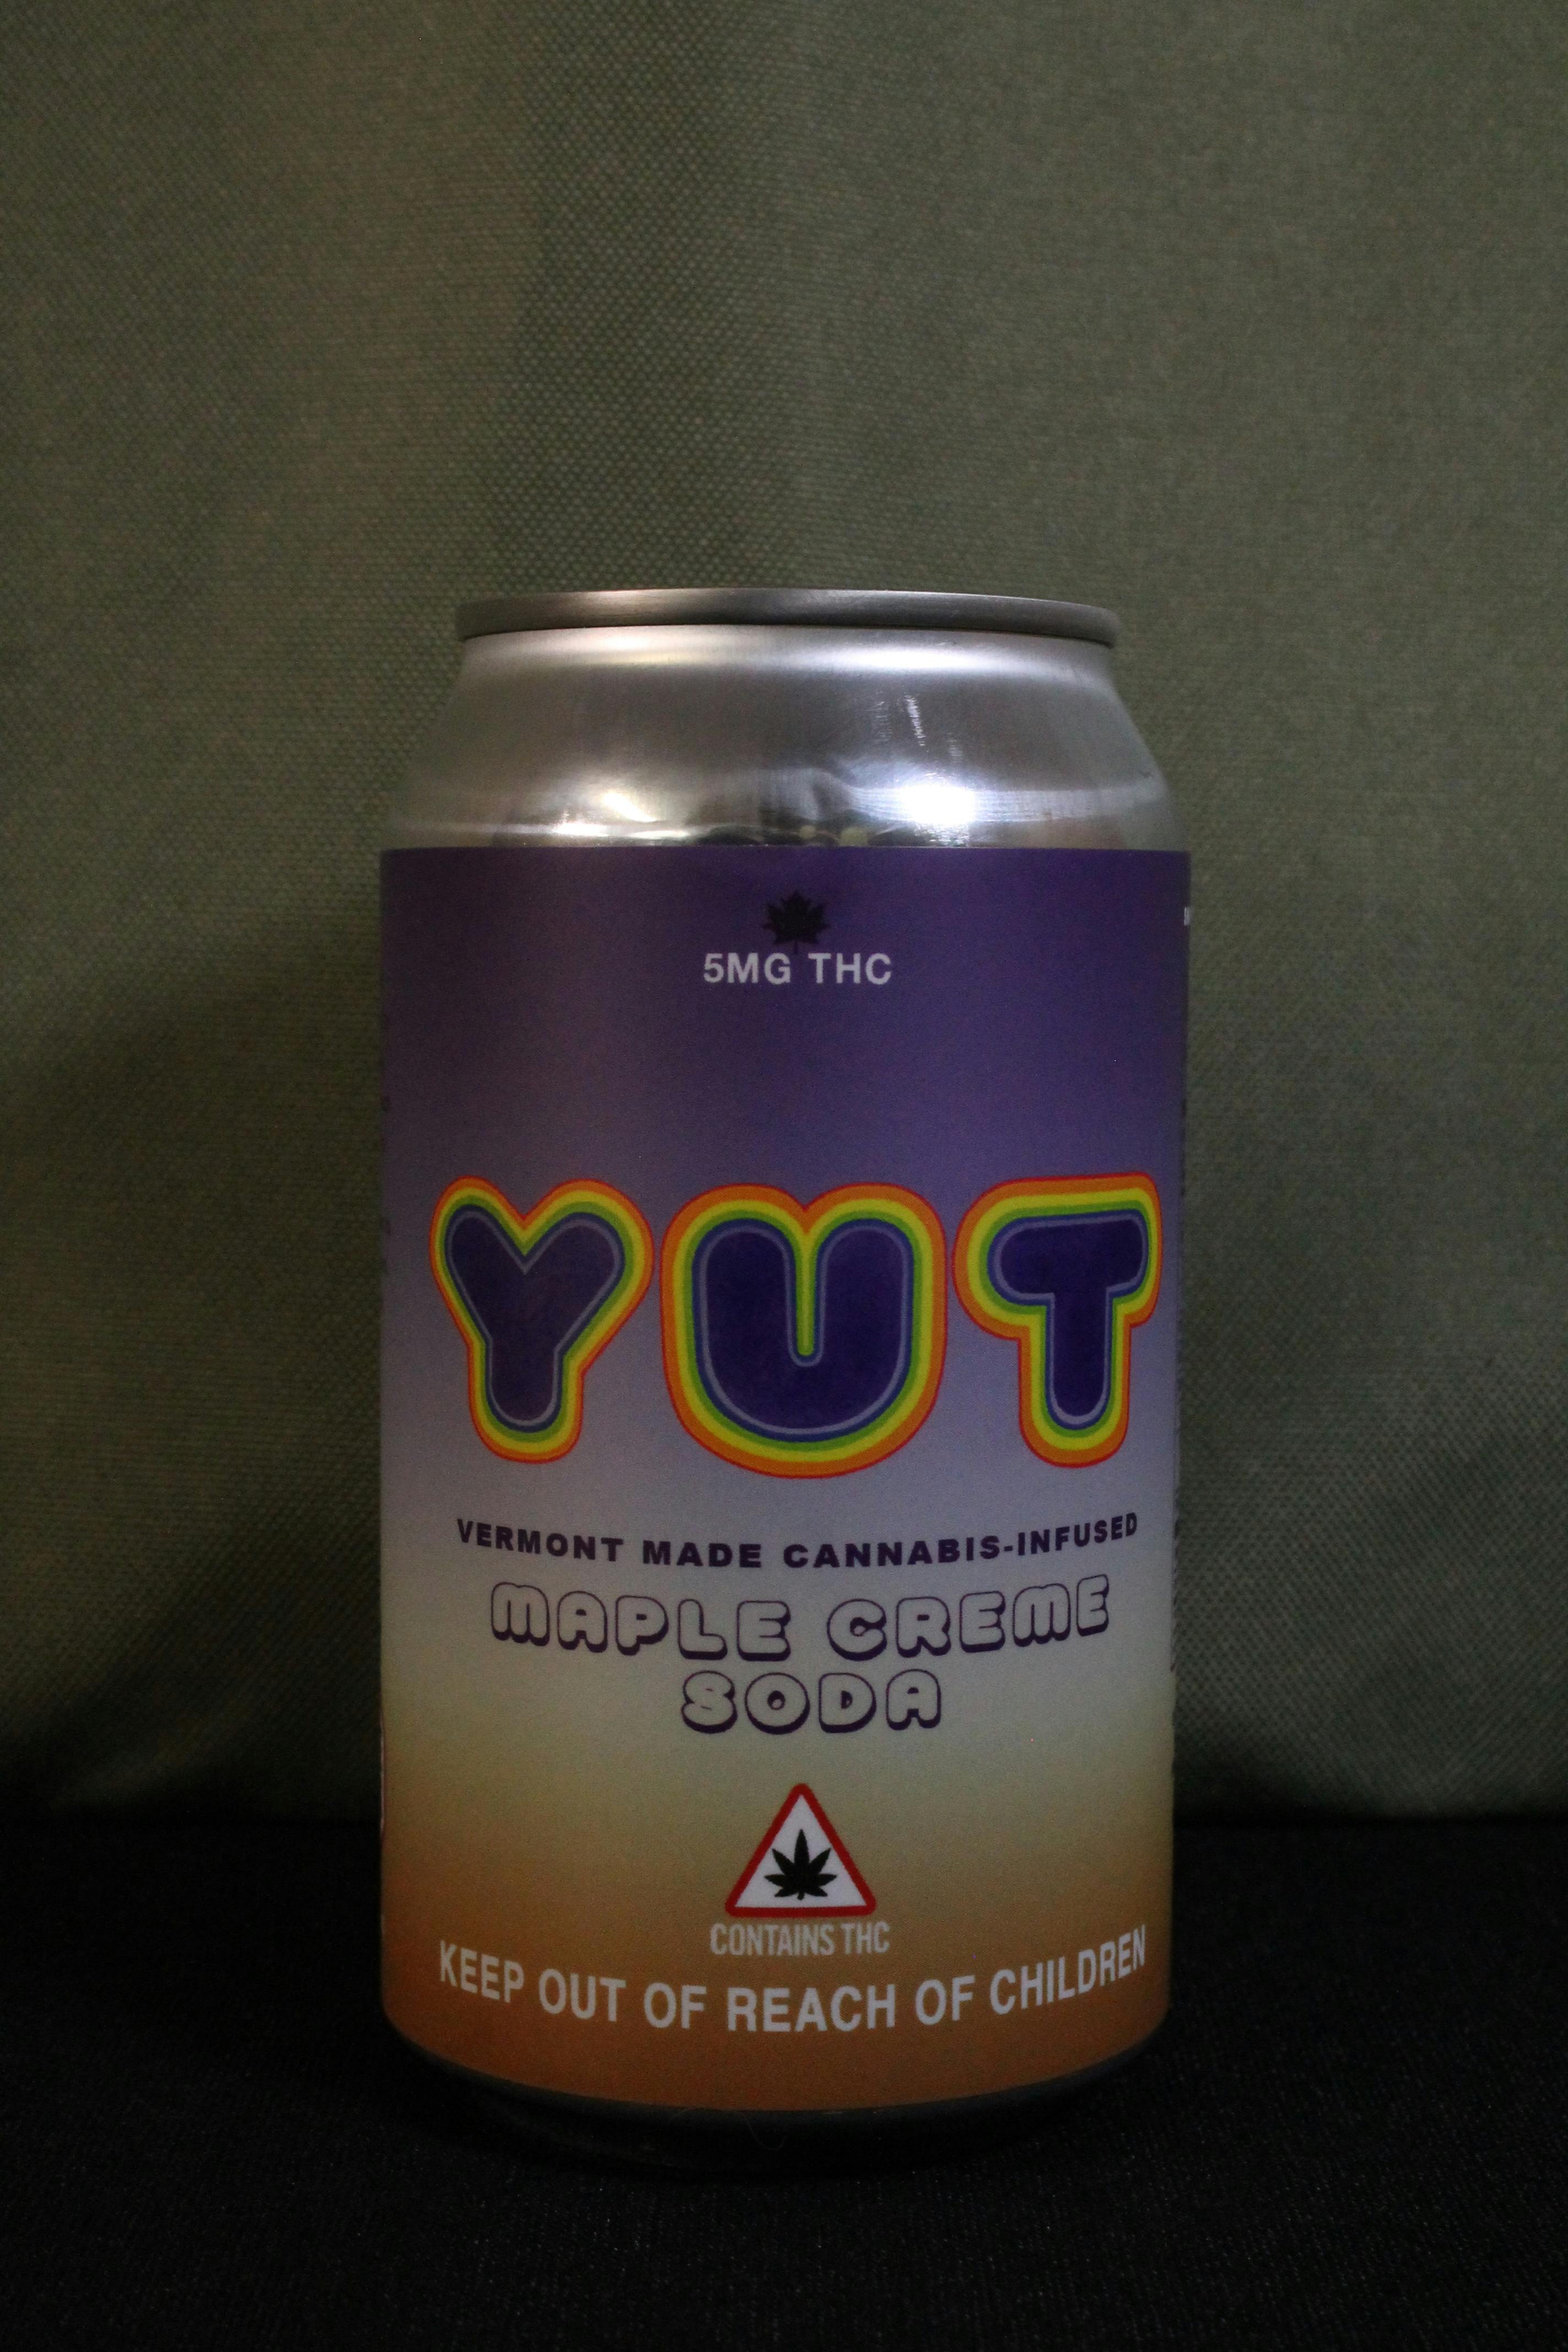 5MG THC
YUT
VERMONT MADE CANNABIS-INFUSED
MAPLE CREME
SODA
CONTAINS THC
KEEP OUT OF REACH OF CHILDREN